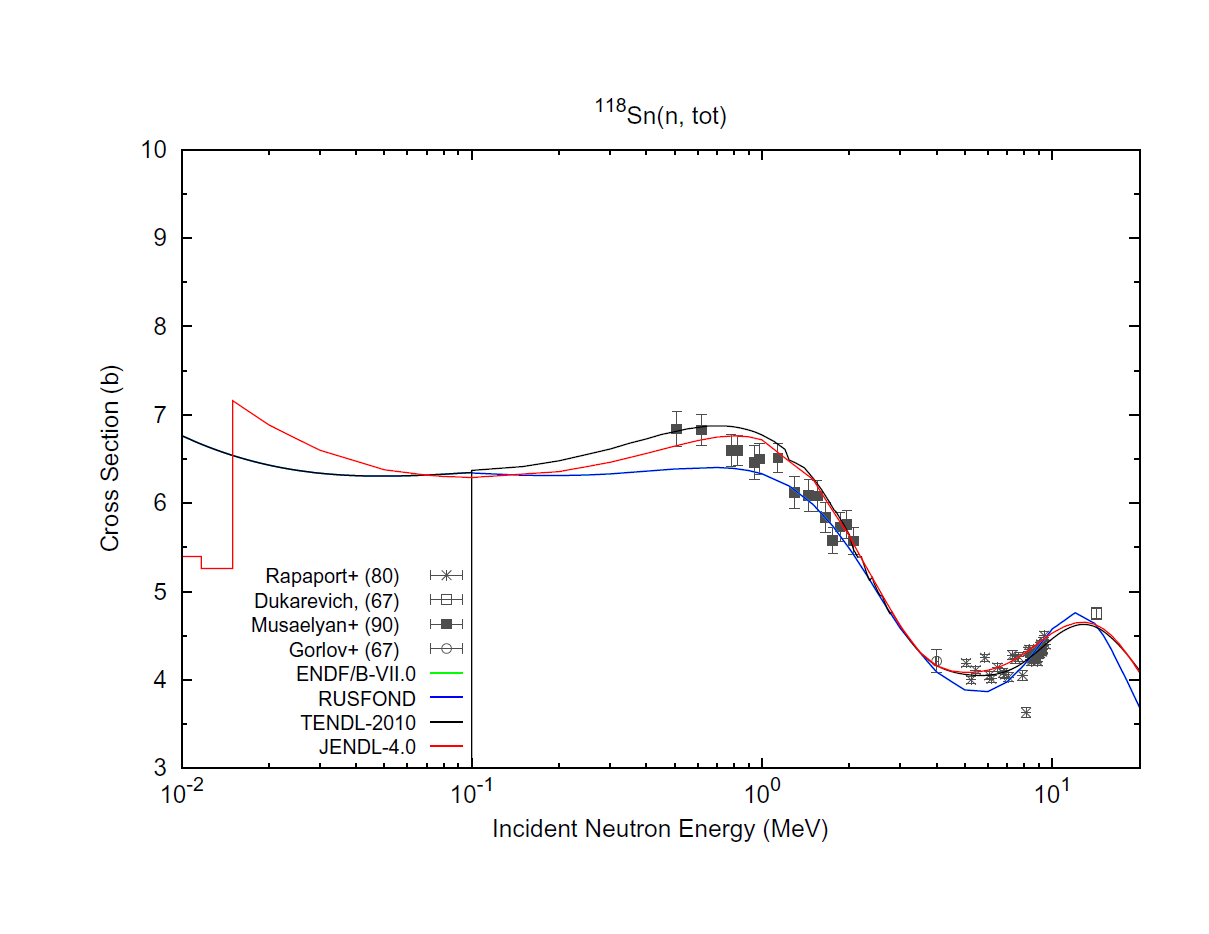 ¹¹⁸Sn(n, tot)
10
9
8
7
6
5
4
3
Cross Section (b)
Rapaport+ (80)
Dukarevich, (67)
Musaelyan+ (90)
Gorlov+ (67)
ENDF/B-VII.0
RUSFOND
TENDL-2010
JENDL-4.0
10⁻² 10⁻¹ 10⁰ 10¹
Incident Neutron Energy (MeV)